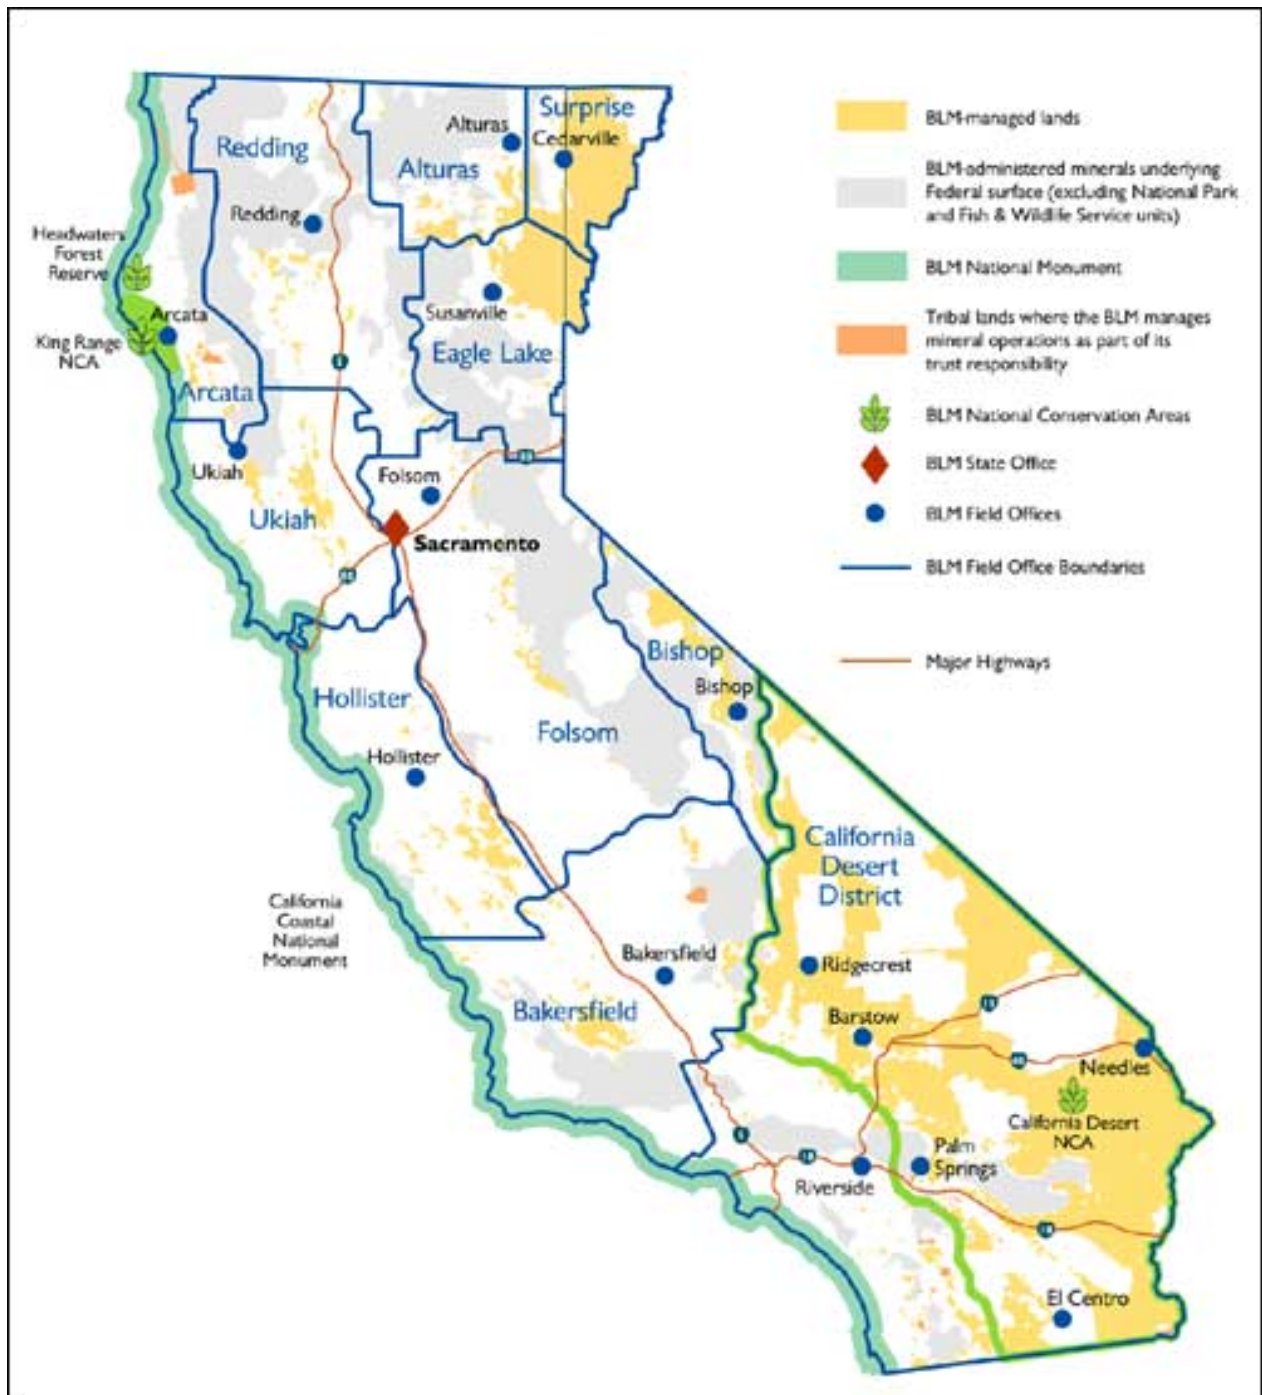 Surprise
Alturas
Cedarville
Redding
Alturas
Redding
Headwaters
Forest
Reserve
Susanville
Arcata
King Range
NCA
Eagle Lake
Arcata
Ukiah
Folsom
Ukiah
Sacramento
Bishop
Bishop
Hollister
Folsom
Hollister
California
Desert
District
California
Coastal
National
Monument
Bakersfield
Ridgecrest
Bakersfield
Barstow
Needles
California Desert
NCA
Palm
Springs
Riverside
El Centro
BLM-managed lands
BLM-administered minerals underlying
Federal surface (excluding National Park
and Fish & Wildlife Service units)
BLM National Monument
Tribal lands where the BLM manages
mineral operations as part of its
trust responsibility
BLM National Conservation Areas
BLM State Office
BLM Field Offices
BLM Field Office Boundaries
Major Highways